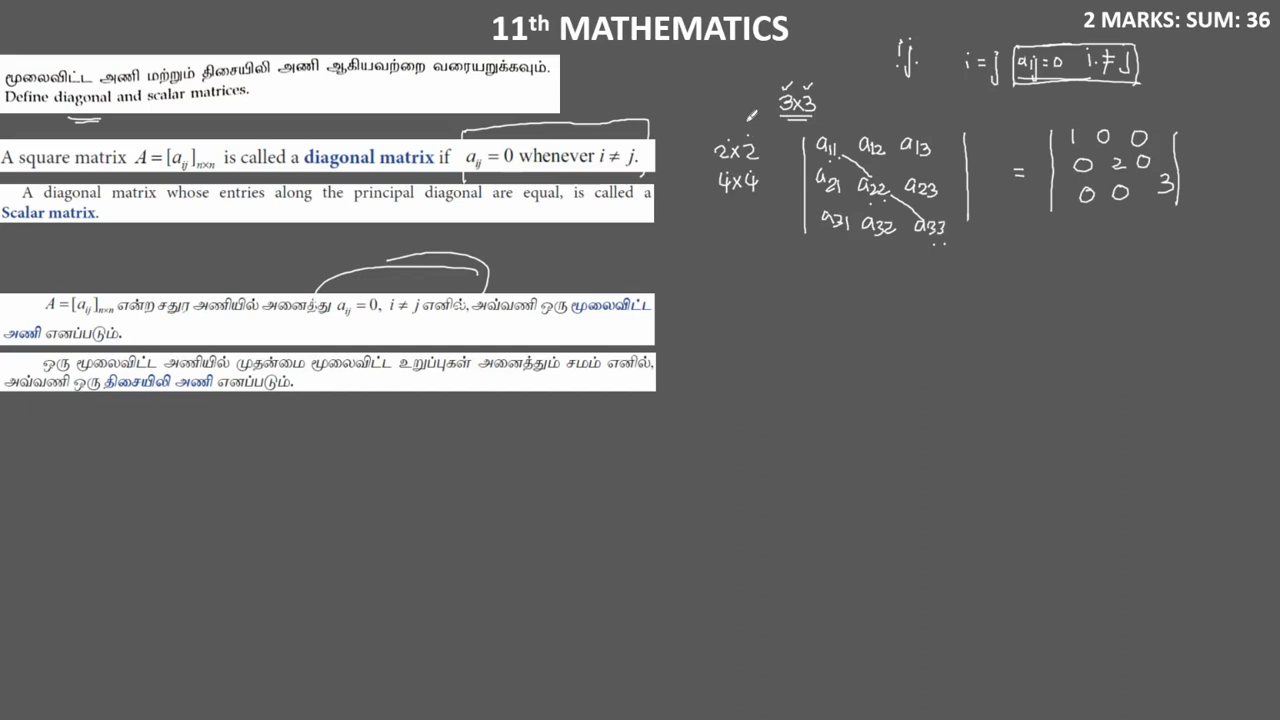 11th MATHEMATICS
2 MARKS: SUM: 36
மூலைவிட்ட அணி மற்றும் திசையிலி அணி ஆகியவற்றை வரையறுக்கவும்.
Define diagonal and scalar matrices.
A square matrix A = [aij]n×n is called a diagonal matrix if aij = 0 whenever i ≠ j.
A diagonal matrix whose entries along the principal diagonal are equal, is called a
Scalar matrix.
A = [aij]n×n என்ற சதுர அணியில் அனைத்து aij = 0, i ≠ j எனில், அவ்வணி ஒரு மூலைவிட்ட
அணி எனப்படும்.
ஒரு மூலைவிட்ட அணியில் முதன்மை மூலைவிட்ட உறுப்புகள் அனைத்தும் சமம் எனில்,
அவ்வணி ஒரு திசையிலி அணி எனப்படும்.
ij. i = j aij = 0 i ≠ j
3×3
2×2
4×4
a11 a12 a13
a21 a22 a23
a31 a32 a33
=
1 0 0
0 2 0
0 0 3